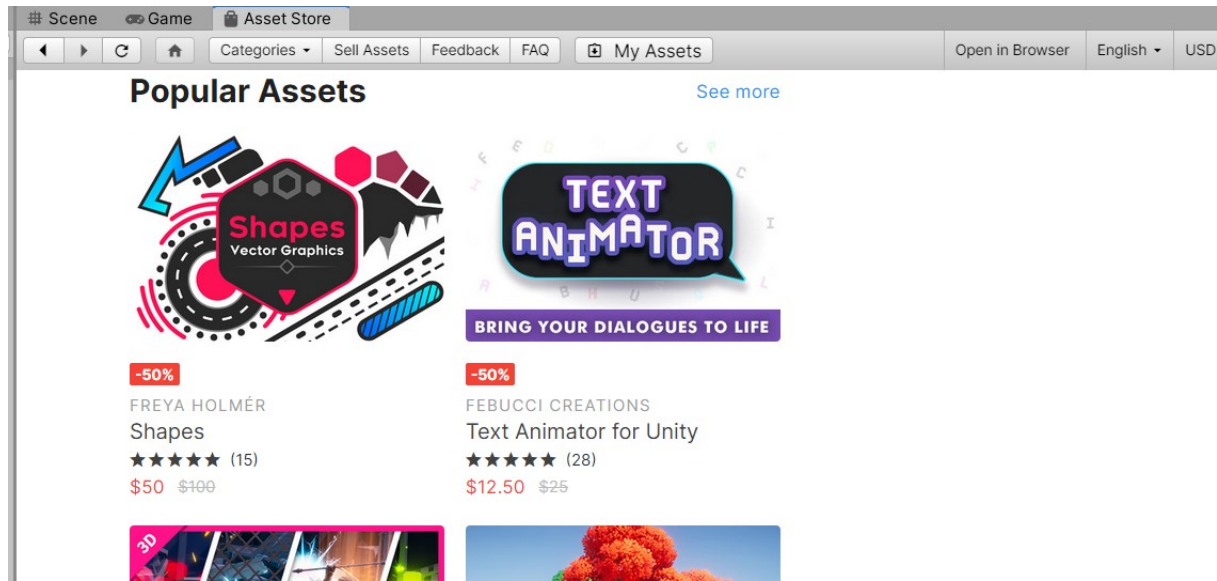 Scene Game Asset Store
Categories Sell Assets Feedback FAQ My Assets Open in Browser English USD
Popular Assets See more
Shapes
Vector Graphics
TEXT
ANIMATOR
BRING YOUR DIALOGUES TO LIFE
-50% -50%
FREYA HOLMÉR FEBUCCI CREATIONS
Shapes Text Animator for Unity
★★★★★ (15) ★★★★★ (28)
$50 $100 $12.50 $25
3D